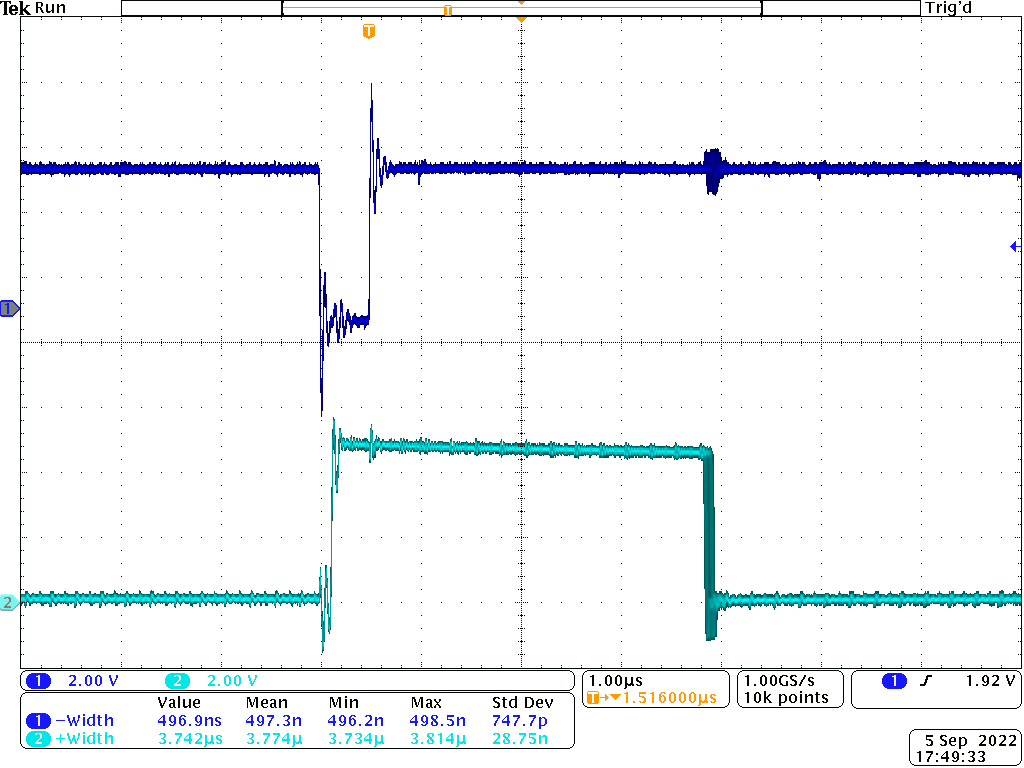 Tek Run Trig'd
T
T
1
2
1 2.00 V 2 2.00 V 1.00µs 1.00GS/s 1 1.92 V
T→▼1.516000µs 10k points
Value Mean Min Max Std Dev
1 −Width 496.9ns 497.3n 496.2n 498.5n 747.7p
2 +Width 3.742µs 3.774µ 3.734µ 3.814µ 28.75n
5 Sep 2022
17:49:33